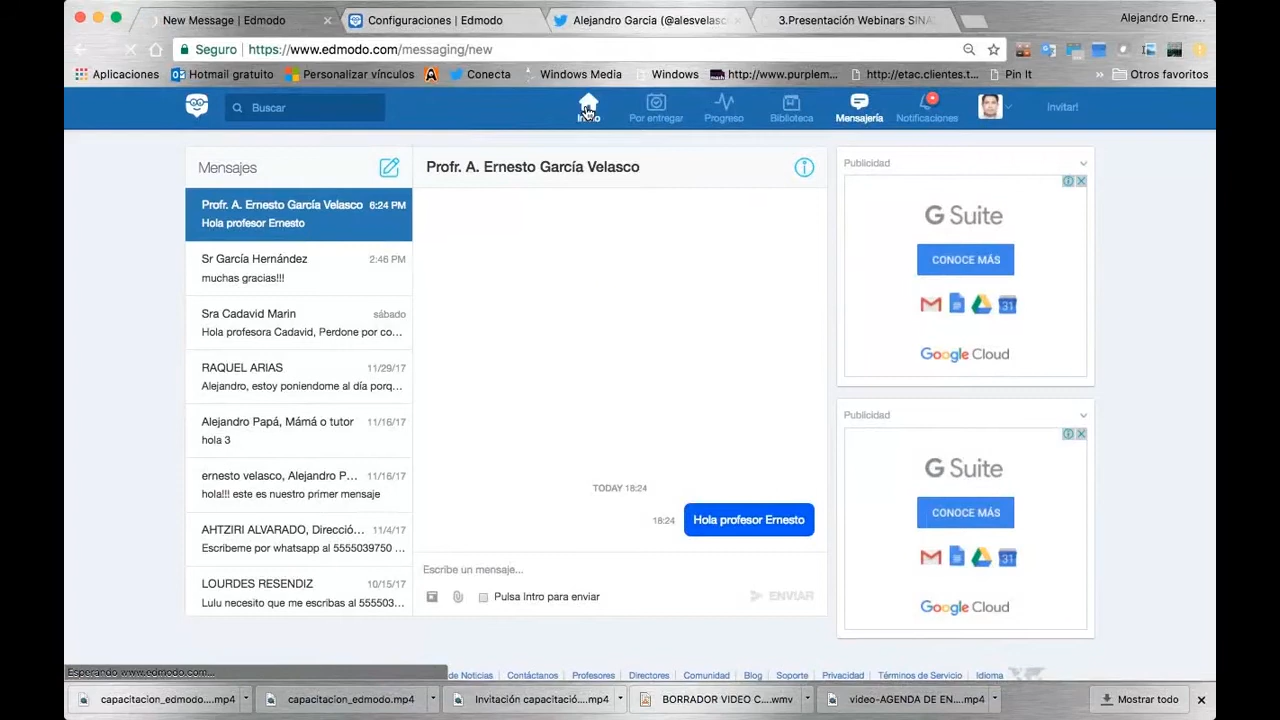 New Message | Edmodo
Configuraciones | Edmodo
Alejandro Garcia (@alesvelasc
3.Presentación Webinars SINA
Alejandro Erne...
Seguro
https://www.edmodo.com/messaging/new
Aplicaciones
Hotmail gratuito
Personalizar vínculos
Conecta
Windows Media
Windows
http://www.purplem...
http://etac.clientes.t...
Pin It
»
Otros favoritos
Buscar
Por entregar
Progreso
Biblioteca
Mensajería
Notificaciones
Invitar!
Mensajes
Profr. A. Ernesto García Velasco
Publicidad
Profr. A. Ernesto García Velasco 6:24 PM
Hola profesor Ernesto
Sr García Hernández 2:46 PM
muchas gracias!!!
Sra Cadavid Marin sábado
Hola profesora Cadavid, Perdone por co...
RAQUEL ARIAS 11/29/17
Alejandro, estoy poniendome al día porq...
Alejandro Papá, Mámá o tutor 11/16/17
hola 3
ernesto velasco, Alejandro P... 11/16/17
hola!!! este es nuestro primer mensaje
AHTZIRI ALVARADO, Direcció... 11/4/17
Escribeme por whatsapp al 5555039750 ...
LOURDES RESENDIZ 10/15/17
Lulu necesito que me escribas al 555503...
TODAY 18:24
18:24 Hola profesor Ernesto
Escribe un mensaje...
Pulsa Intro para enviar
ENVIAR
G Suite
CONOCE MÁS
31
Google Cloud
Publicidad
G Suite
CONOCE MÁS
31
Google Cloud
Esperando www.edmodo.com...
de Noticias Contáctanos Profesores Directores Comunidad Blog Soporte Privacidad Términos de Servicio Idioma
capacitacion_edmodo....mp4
capacitacion_edmodo.mp4
Invitación capacitació....mp4
BORRADOR VIDEO C....wmv
video-AGENDA DE EN....mp4
Mostrar todo